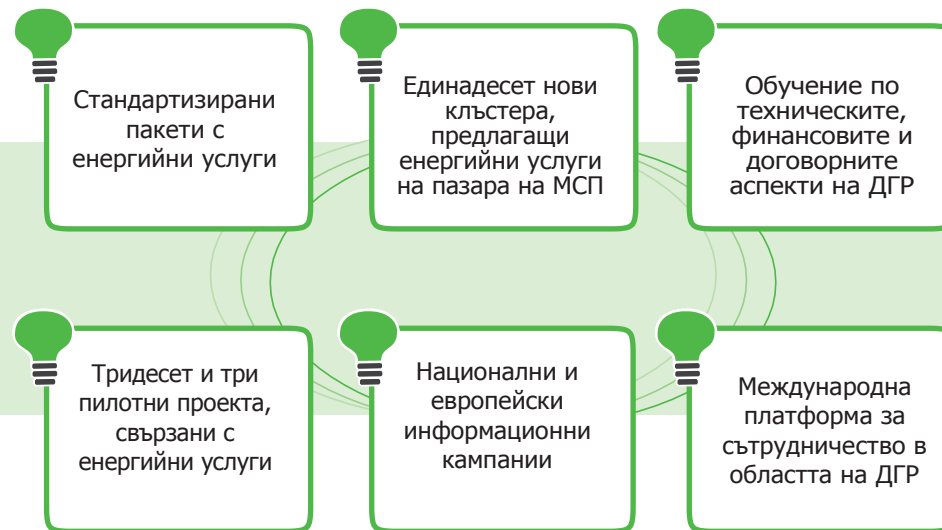 Стандартизирани
пакети с
енергийни услуги
Единадесет нови
клъстера,
предлагащи
енергийни услуги
на пазара на МСП
Обучение по
техническите,
финансовите и
договорните
аспекти на ДГР
Тридесет и три
пилотни проекта,
свързани с
енергийни услуги
Национални и
европейски
информационни
кампании
Международна
платформа за
сътрудничество в
областта на ДГР